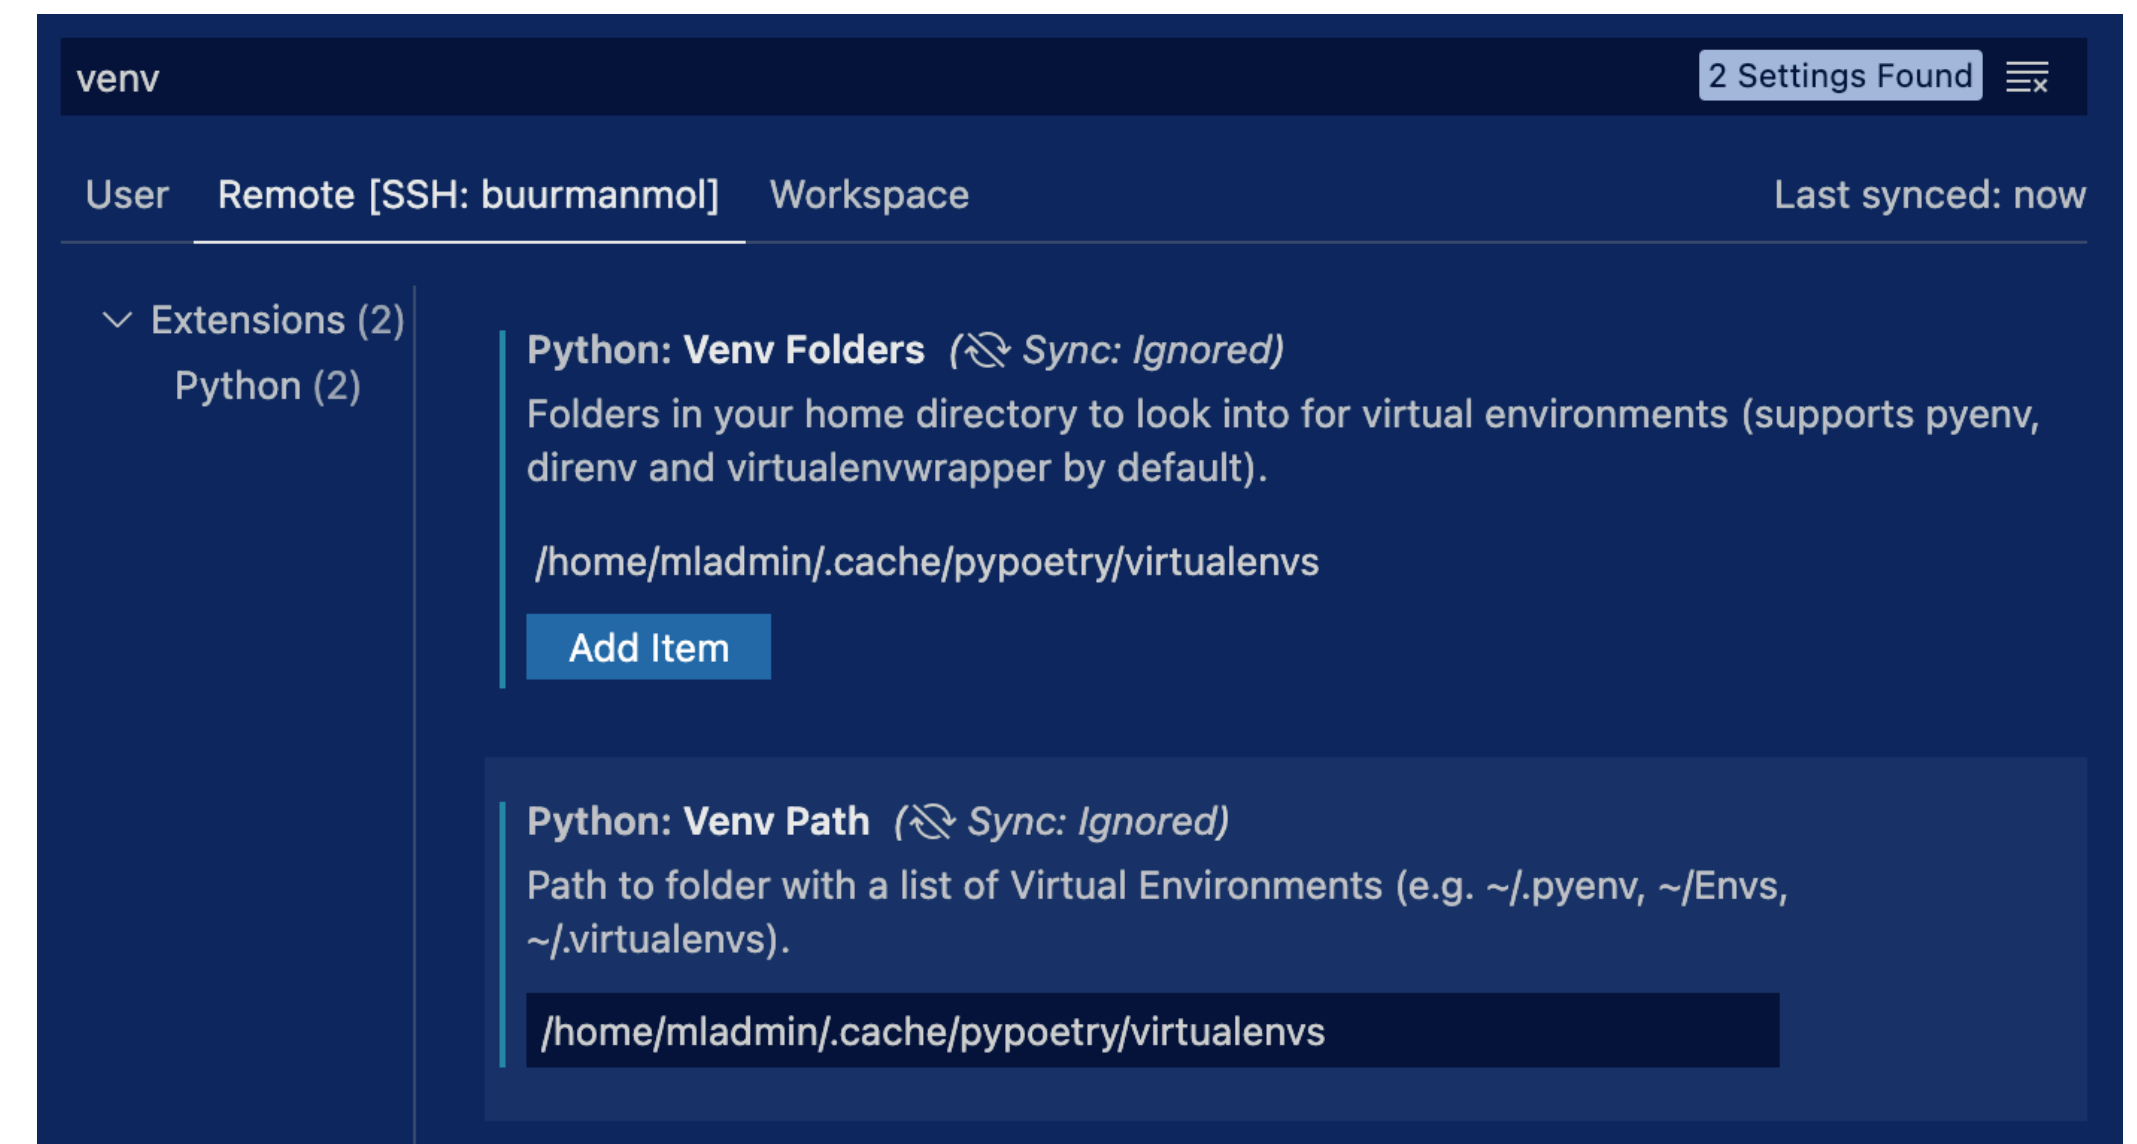 venv
2 Settings Found
User
Remote [SSH: buurmanmol]
Workspace
Last synced: now
Extensions (2)
Python (2)
Python: Venv Folders (Sync: Ignored)
Folders in your home directory to look into for virtual environments (supports pyenv,
direnv and virtualenvwrapper by default).
/home/mladmin/.cache/pypoetry/virtualenvs
Add Item
Python: Venv Path (Sync: Ignored)
Path to folder with a list of Virtual Environments (e.g. ~/.pyenv, ~/Envs,
~/.virtualenvs).
/home/mladmin/.cache/pypoetry/virtualenvs